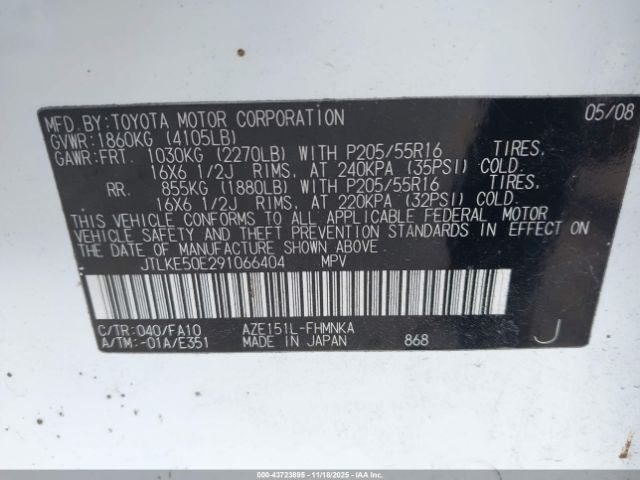 MFD.BY:TOYOTA MOTOR CORPORATION 05/08
GVWR:1860KG (4105LB)
GAWR:FRT. 1030KG (2270LB) WITH P205/55R16 TIRES,
16X6 1/2J RIMS, AT 240KPA (35PSI) COLD.
RR. 855KG (1880LB) WITH P205/55R16 TIRES,
16X6 1/2J RIMS, AT 220KPA (32PSI) COLD.
THIS VEHICLE CONFORMS TO ALL APPLICABLE FEDERAL MOTOR
VEHICLE SAFETY AND THEFT PREVENTION STANDARDS IN EFFECT ON
THE DATE OF MANUFACTURE SHOWN ABOVE.
JTLKE50E291066404 MPV
C/TR:040/FA10 AZE151L-FHMNKA J
A/TM:-01A/E351 MADE IN JAPAN 868
000-43723895 - 11/18/2025 - IAA